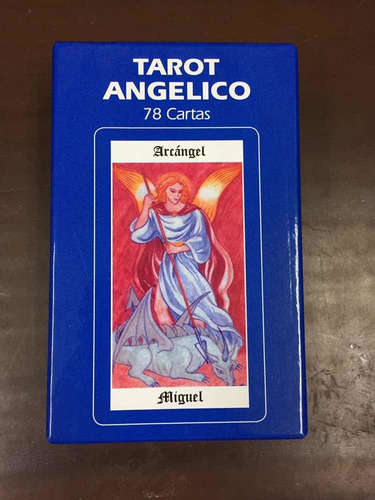 TAROT
ANGELICO
78 Cartas
Arcángel
Miguel